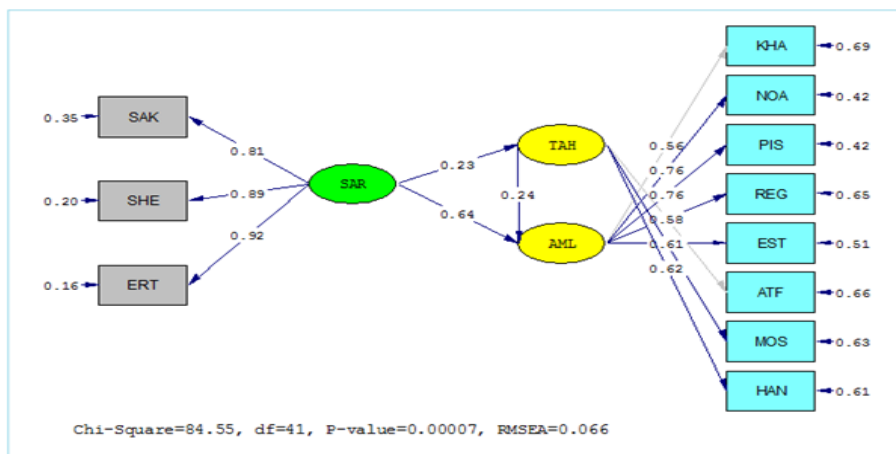 KHA
0.69
NOA
0.42
0.35
SAK
PIS
0.42
0.81
0.56
TAH
0.76
0.23
SAR
0.76
REG
0.65
0.20
SHE
0.89
0.24
0.58
0.64
0.92
AML
0.61
EST
0.51
0.62
0.16
ERT
ATF
0.66
MOS
0.63
HAN
0.61
Chi-Square=84.55, df=41, P-value=0.00007, RMSEA=0.066